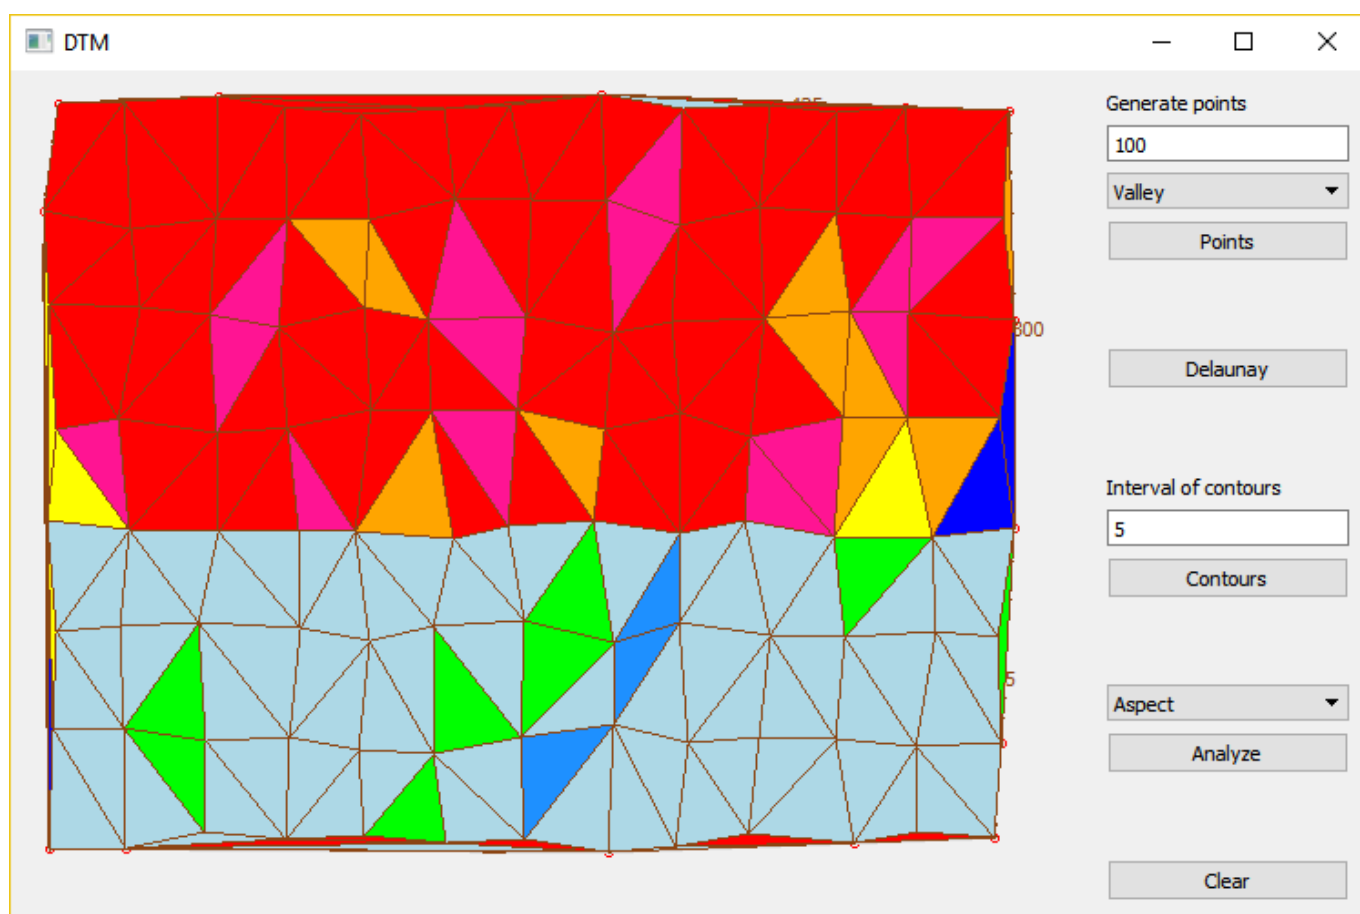 DTM
Generate points
100
Valley
Points
Delaunay
Interval of contours
5
Contours
Aspect
Analyze
Clear